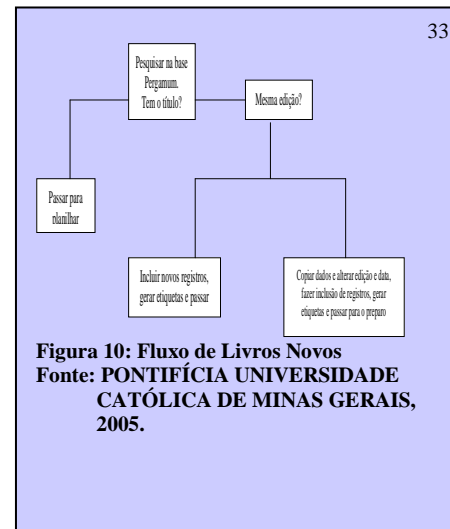 33
Pesquisar na base
Pergamum.
Tem o título?
Mesma edição?
Passar para
planilhar
Incluir novos registros,
gerar etiquetas e passar
Copiar dados e alterar edição e data,
fazer inclusão de registros, gerar
etiquetas e passar para o preparo
Figura 10: Fluxo de Livros Novos
Fonte: PONTIFÍCIA UNIVERSIDADE
CATÓLICA DE MINAS GERAIS,
2005.